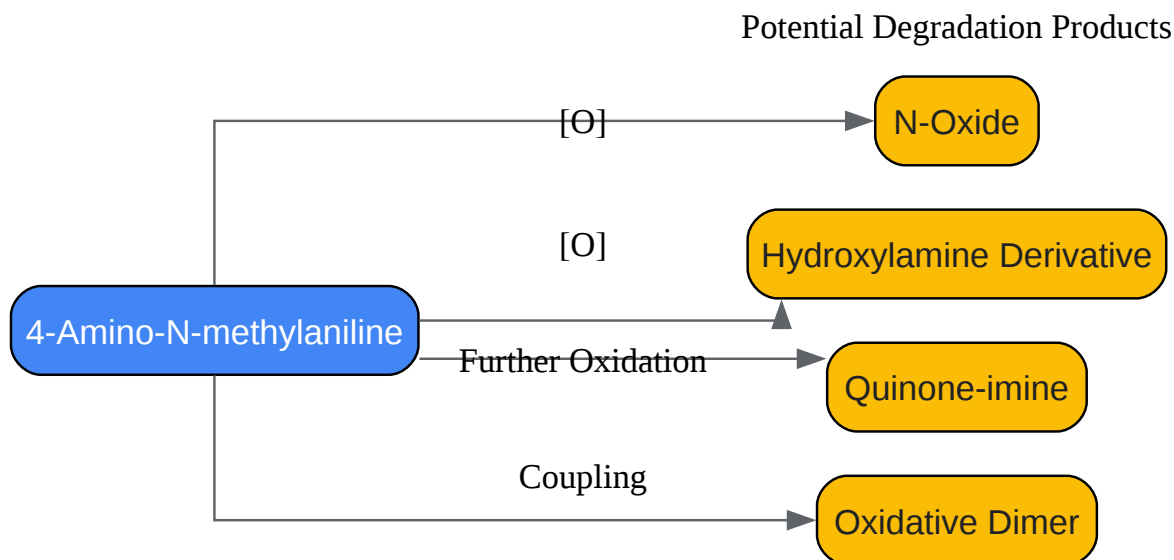 Potential Degradation Products
[O]
N-Oxide
[O]
Hydroxylamine Derivative
4-Amino-N-methylaniline
Further Oxidation
Quinone-imine
Coupling
Oxidative Dimer